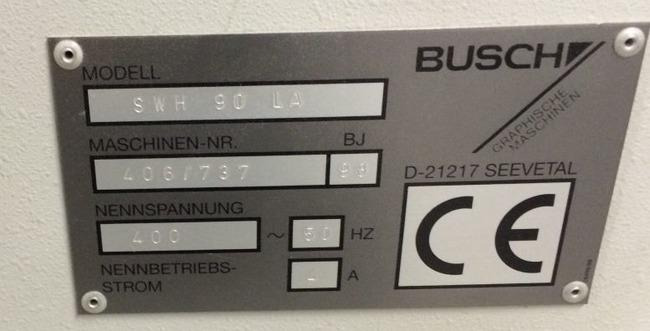 BUSCH
GRAPHISCHE
MASCHINEN
D-21217 SEEVETAL
CE
MODELL
SWH 90 LA
MASCHINEN-NR.
BJ
406/737
NENNSPANNUNG
400 ~ 50 HZ
NENNBETRIEBS-
STROM
A